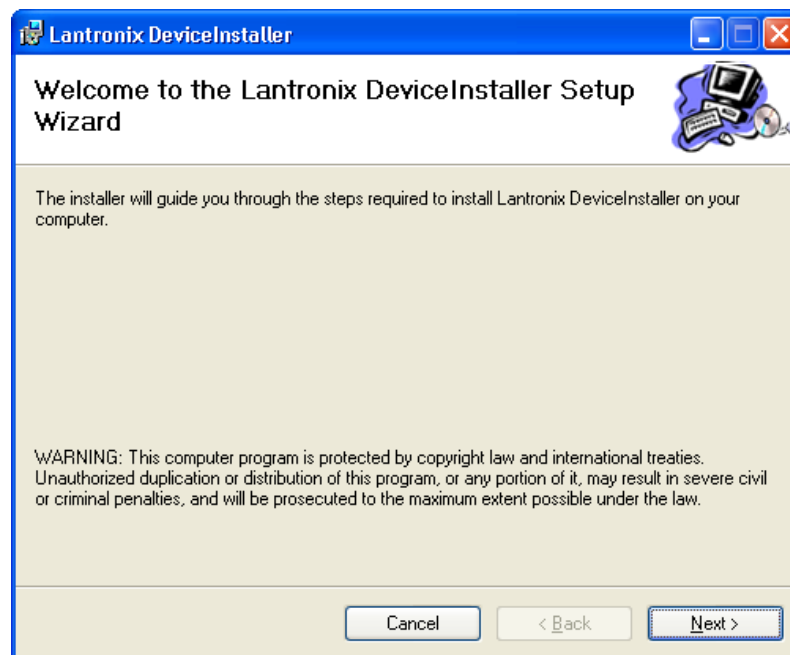 Lantronix DeviceInstaller
Welcome to the Lantronix DeviceInstaller Setup
Wizard
The installer will guide you through the steps required to install Lantronix DeviceInstaller on your
computer.
WARNING: This computer program is protected by copyright law and international treaties.
Unauthorized duplication or distribution of this program, or any portion of it, may result in severe civil
or criminal penalties, and will be prosecuted to the maximum extent possible under the law.
Cancel
< Back
Next >